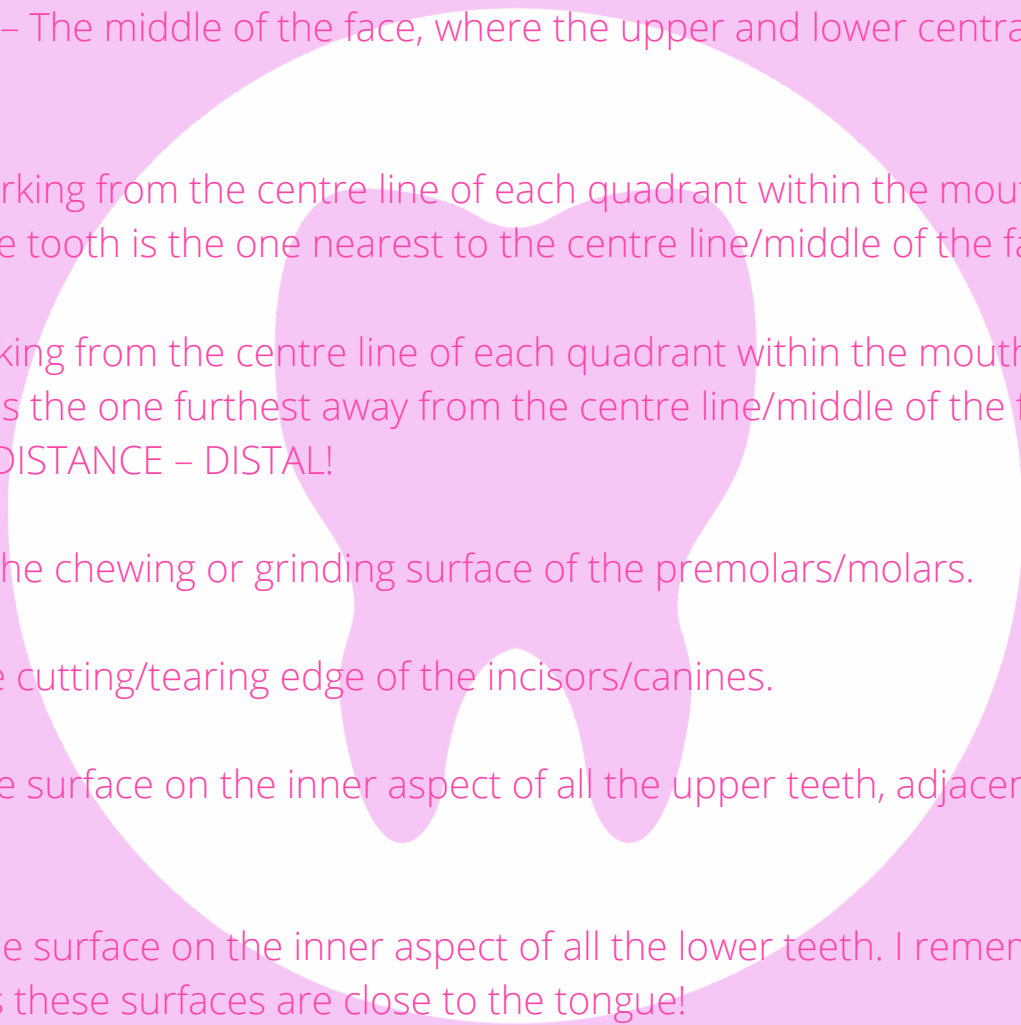 – The middle of the face, where the upper and lower centra
rking from the centre line of each quadrant within the mou
e tooth is the one nearest to the centre line/middle of the fa
king from the centre line of each quadrant within the mouth
s the one furthest away from the centre line/middle of the f
DISTANCE – DISTAL!
he chewing or grinding surface of the premolars/molars.
e cutting/tearing edge of the incisors/canines.
e surface on the inner aspect of all the upper teeth, adjacen
e surface on the inner aspect of all the lower teeth. I remem
s these surfaces are close to the tongue!